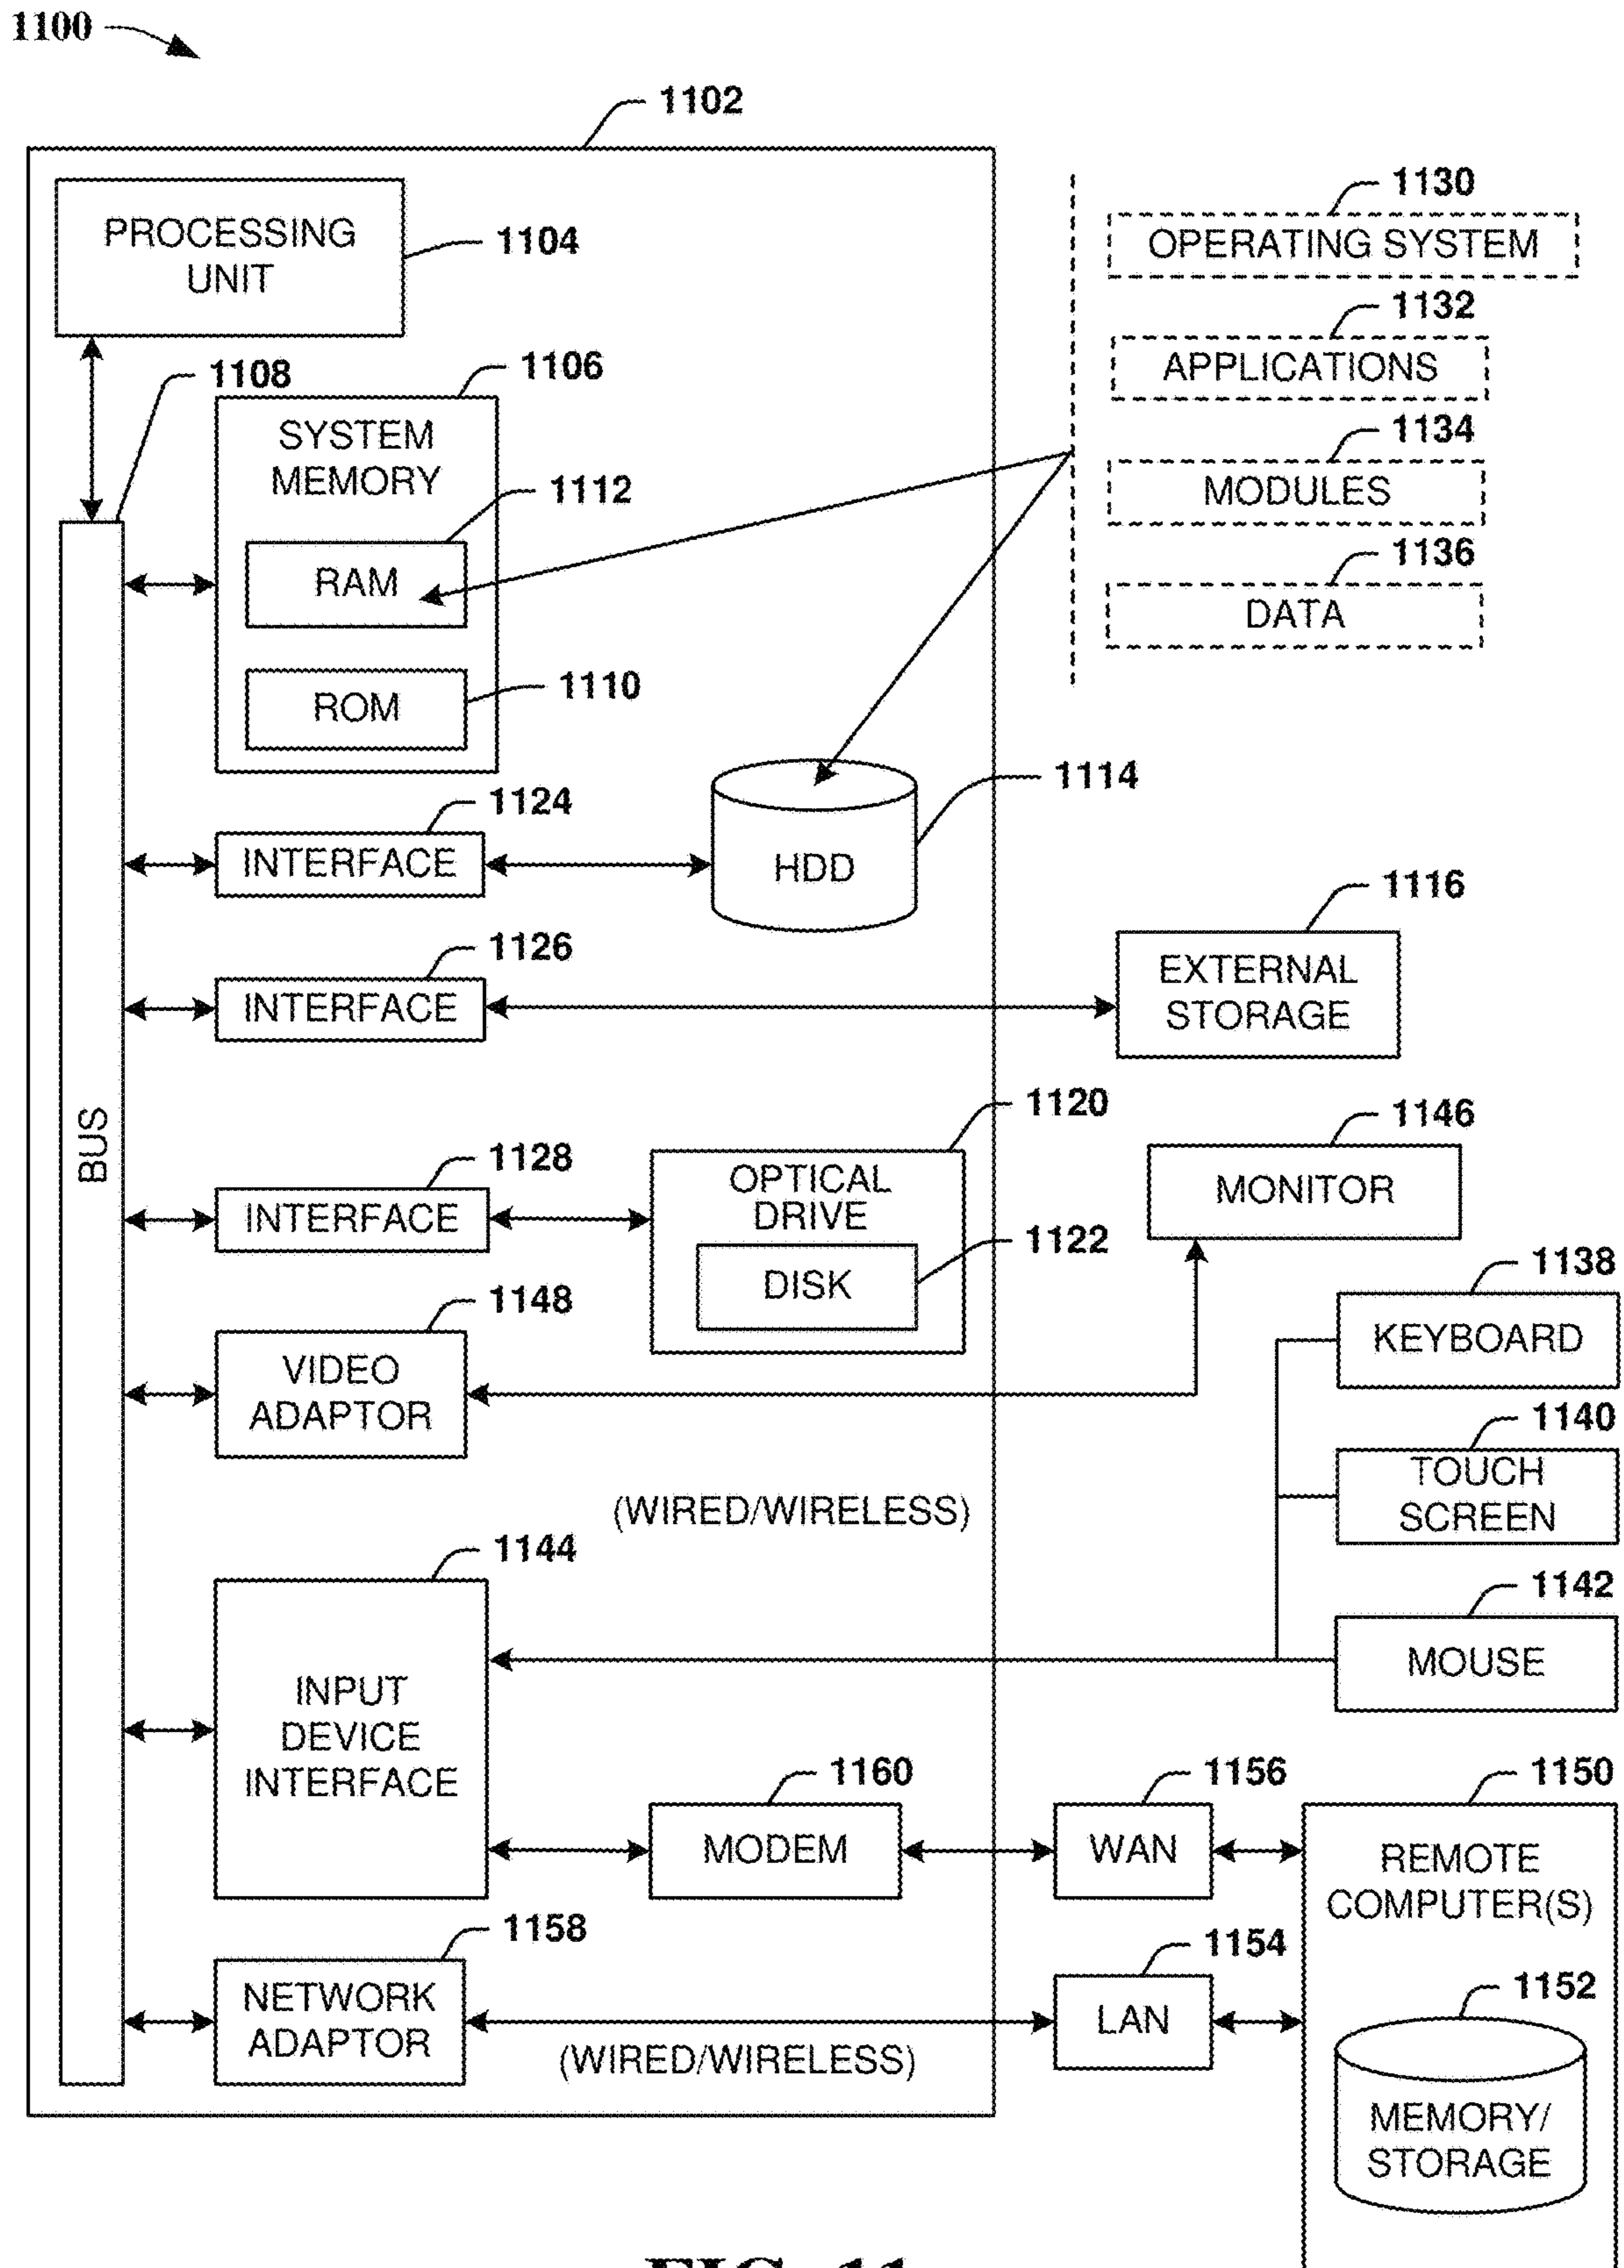 1100
1102
PROCESSING
UNIT
1104
1130
OPERATING SYSTEM
1132
APPLICATIONS
1134
MODULES
1136
DATA
1108
1106
SYSTEM
MEMORY
1112
RAM
1110
ROM
1124
INTERFACE
1114
HDD
1126
INTERFACE
1116
EXTERNAL
STORAGE
BUS
1128
INTERFACE
1120
OPTICAL
DRIVE
1122
DISK
1146
MONITOR
1148
VIDEO
ADAPTOR
1138
KEYBOARD
1140
TOUCH
SCREEN
(WIRED/WIRELESS)
1144
INPUT
DEVICE
INTERFACE
1142
MOUSE
1160
MODEM
1156
WAN
1150
REMOTE
COMPUTER(S)
1158
NETWORK
ADAPTOR
(WIRED/WIRELESS)
1154
LAN
1152
MEMORY/
STORAGE
FIG. 11